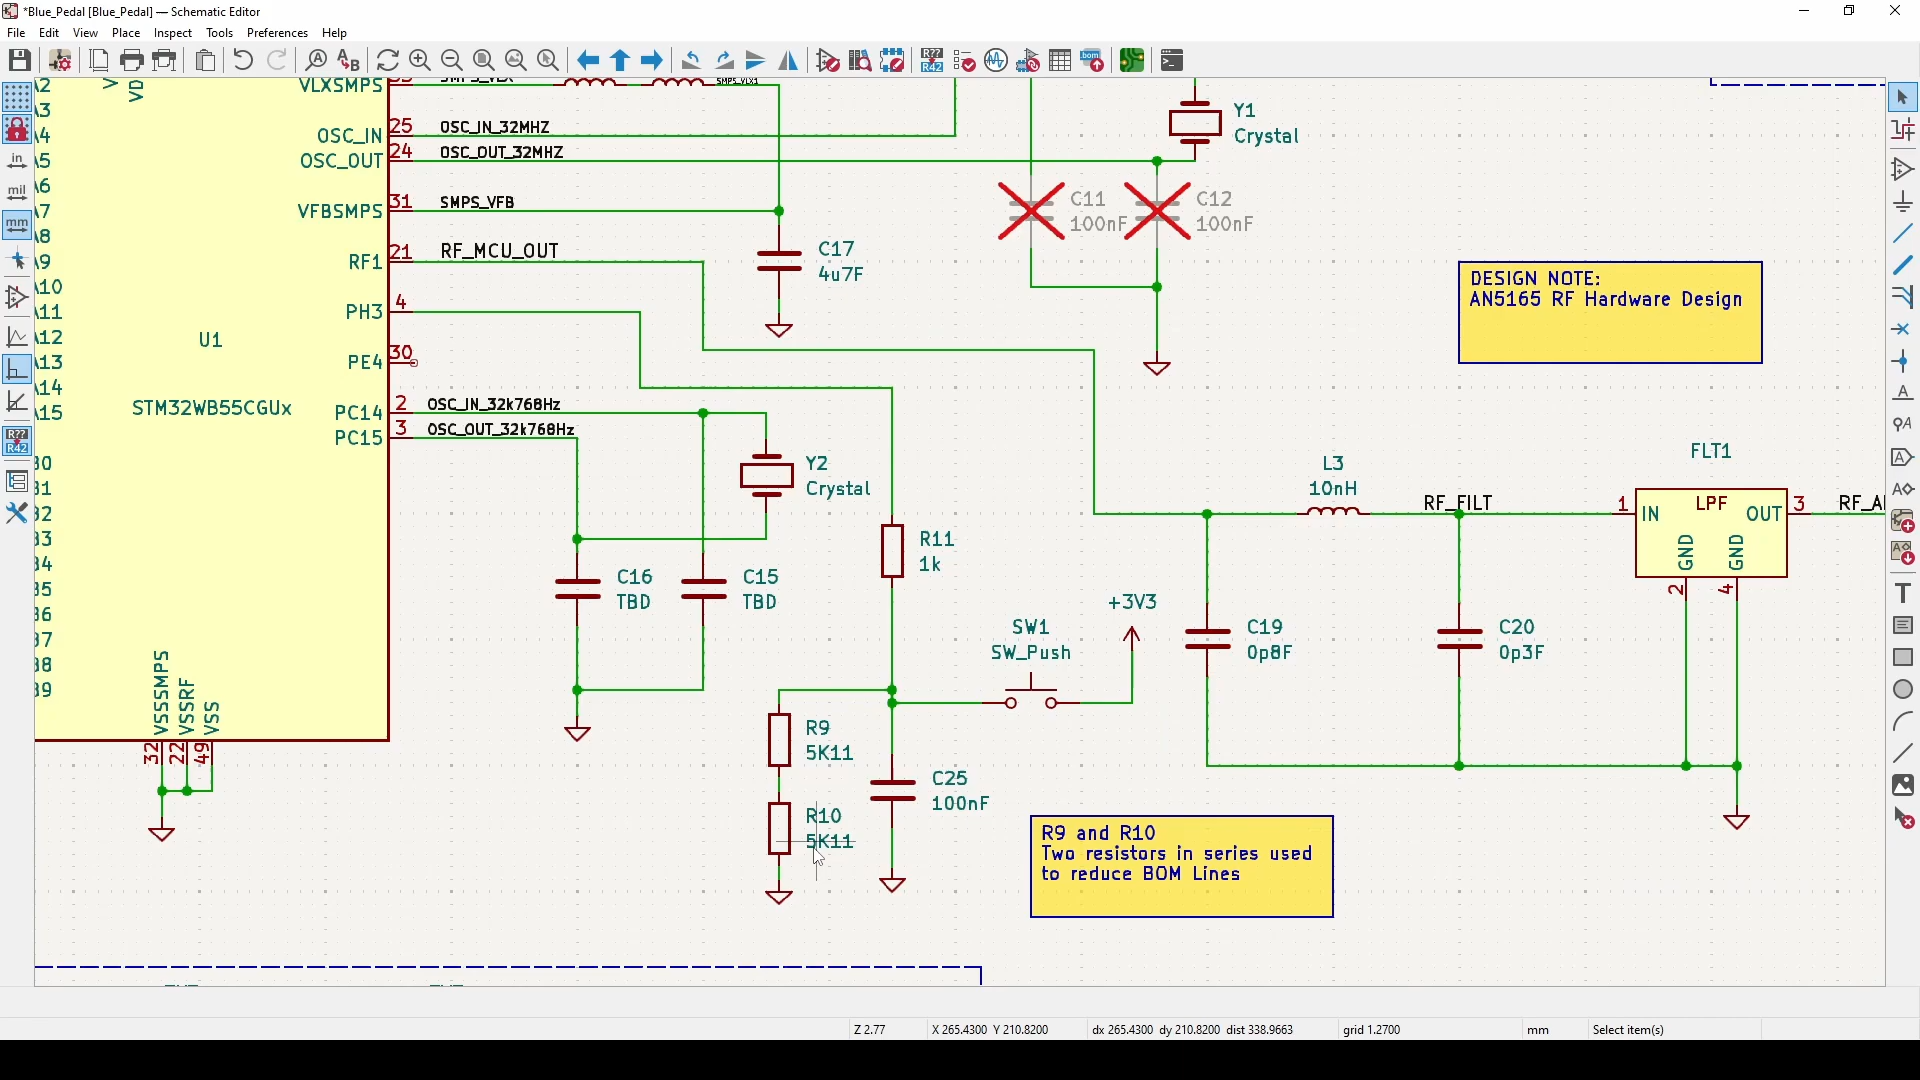 *Blue_Pedal [Blue_Pedal] — Schematic Editor
File Edit View Place Inspect Tools Preferences Help
VLXSMPS
SMPS_VLX1
OSC_IN 25 OSC_IN_32MHZ
OSC_OUT 24 OSC_OUT_32MHZ
VFBSMPS 31 SMPS_VFB
RF1 21 RF_MCU_OUT
PH3 4
PE4 30
PC14 2 OSC_IN_32k768Hz
PC15 3 OSC_OUT_32k768Hz
U1
STM32WB55CGUx
VSSSMPS VSSRF VSS
32 22 49
Y1
Crystal
C11
100nF
C12
100nF
C17
4u7F
DESIGN NOTE:
AN5165 RF Hardware Design
Y2
Crystal
C16
TBD
C15
TBD
R11
1k
SW1
SW_Push
+3V3
R9
5K11
R10
5K11
C25
100nF
C19
0p8F
L3
10nH
RF_FILT
C20
0p3F
FLT1
1 IN LPF OUT 3
GND GND
2 4
R9 and R10
Two resistors in series used
to reduce BOM Lines
in
mil
mm
R??
R42
Z 2.77 X 265.4300 Y 210.8200 dx 265.4300 dy 210.8200 dist 338.9663 grid 1.2700 mm Select item(s)